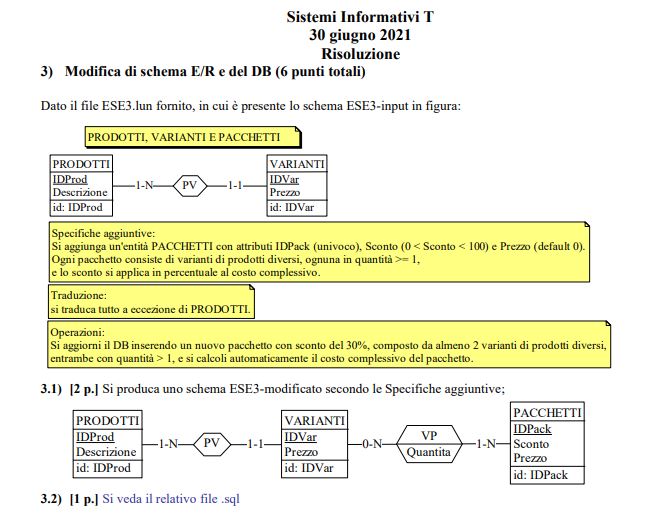 Sistemi Informativi T
30 giugno 2021
Risoluzione
3) Modifica di schema E/R e del DB (6 punti totali)
Dato il file ESE3.lun fornito, in cui è presente lo schema ESE3-input in figura:
PRODOTTI, VARIANTI E PACCHETTI
PRODOTTI
IDProd
Descrizione
id: IDProd
1-N
PV
1-1
VARIANTI
IDVar
Prezzo
id: IDVar
Specifiche aggiuntive:
Si aggiunga un'entità PACCHETTI con attributi IDPack (univoco), Sconto (0 < Sconto < 100) e Prezzo (default 0).
Ogni pacchetto consiste di varianti di prodotti diversi, ognuna in quantità >= 1,
e lo sconto si applica in percentuale al costo complessivo.
Traduzione:
si traduca tutto a eccezione di PRODOTTI.
Operazioni:
Si aggiorni il DB inserendo un nuovo pacchetto con sconto del 30%, composto da almeno 2 varianti di prodotti diversi,
entrambe con quantità > 1, e si calcoli automaticamente il costo complessivo del pacchetto.
3.1) [2 p.] Si produca uno schema ESE3-modificato secondo le Specifiche aggiuntive;
PRODOTTI
IDProd
Descrizione
id: IDProd
1-N
PV
1-1
VARIANTI
IDVar
Prezzo
id: IDVar
0-N
VP
Quantita
1-N
PACCHETTI
IDPack
Sconto
Prezzo
id: IDPack
3.2) [1 p.] Si veda il relativo file .sql